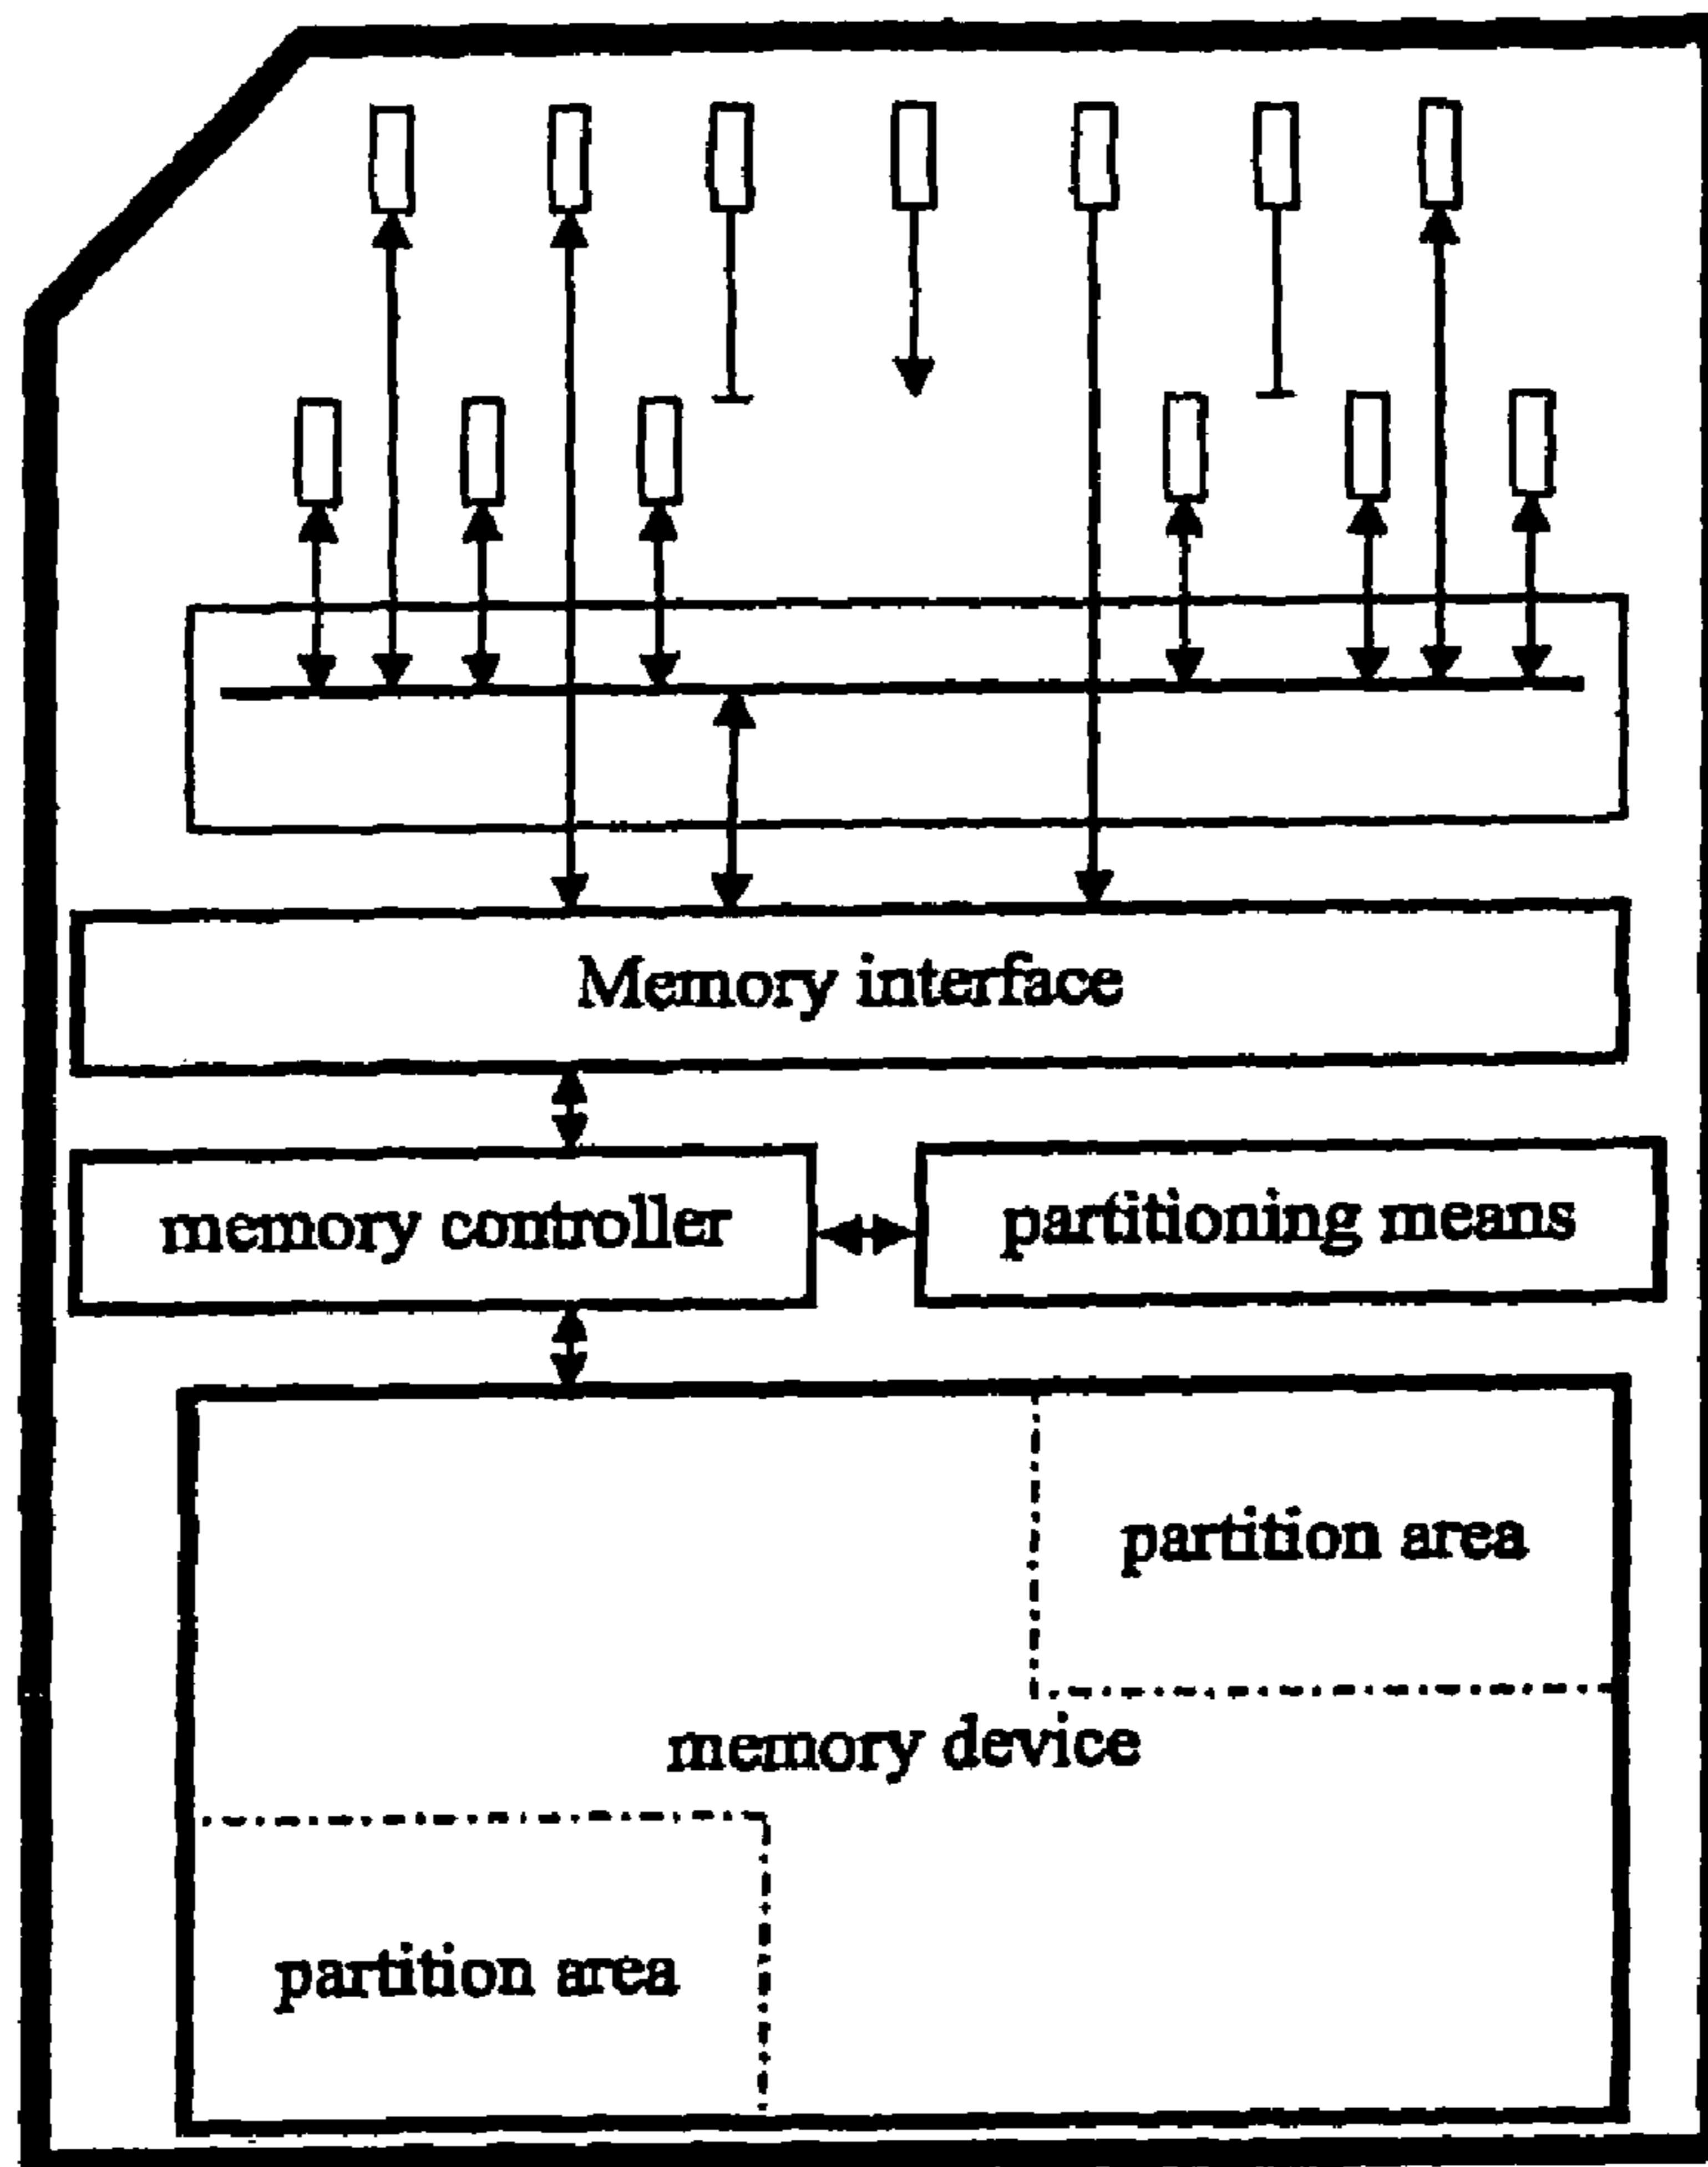 Memory interface
memory controller
partitioning means
partition area
memory device
partition area